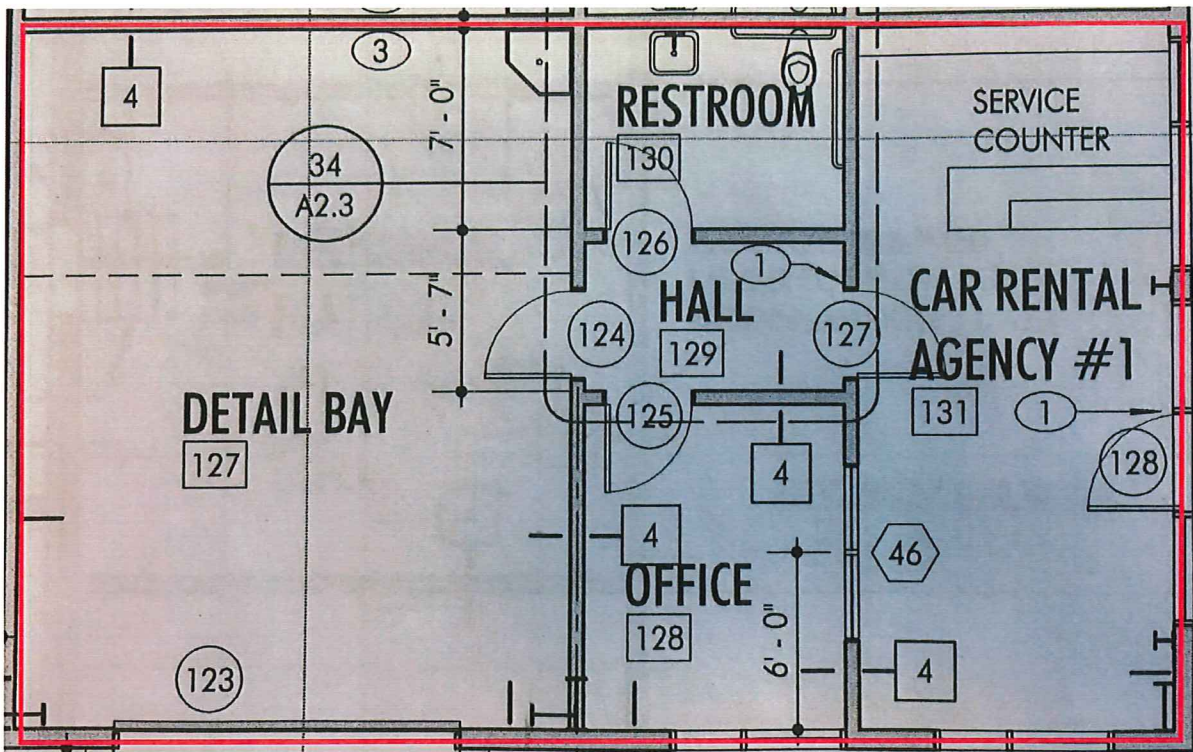 3
4
7' - 0"
RESTROOM
130
SERVICE
COUNTER
34
A2.3
126
1
5' - 7"
HALL
129
124
127
CAR RENTAL
AGENCY #1
131
1
DETAIL BAY
127
125
4
128
4
46
OFFICE
128
6' - 0"
4
123